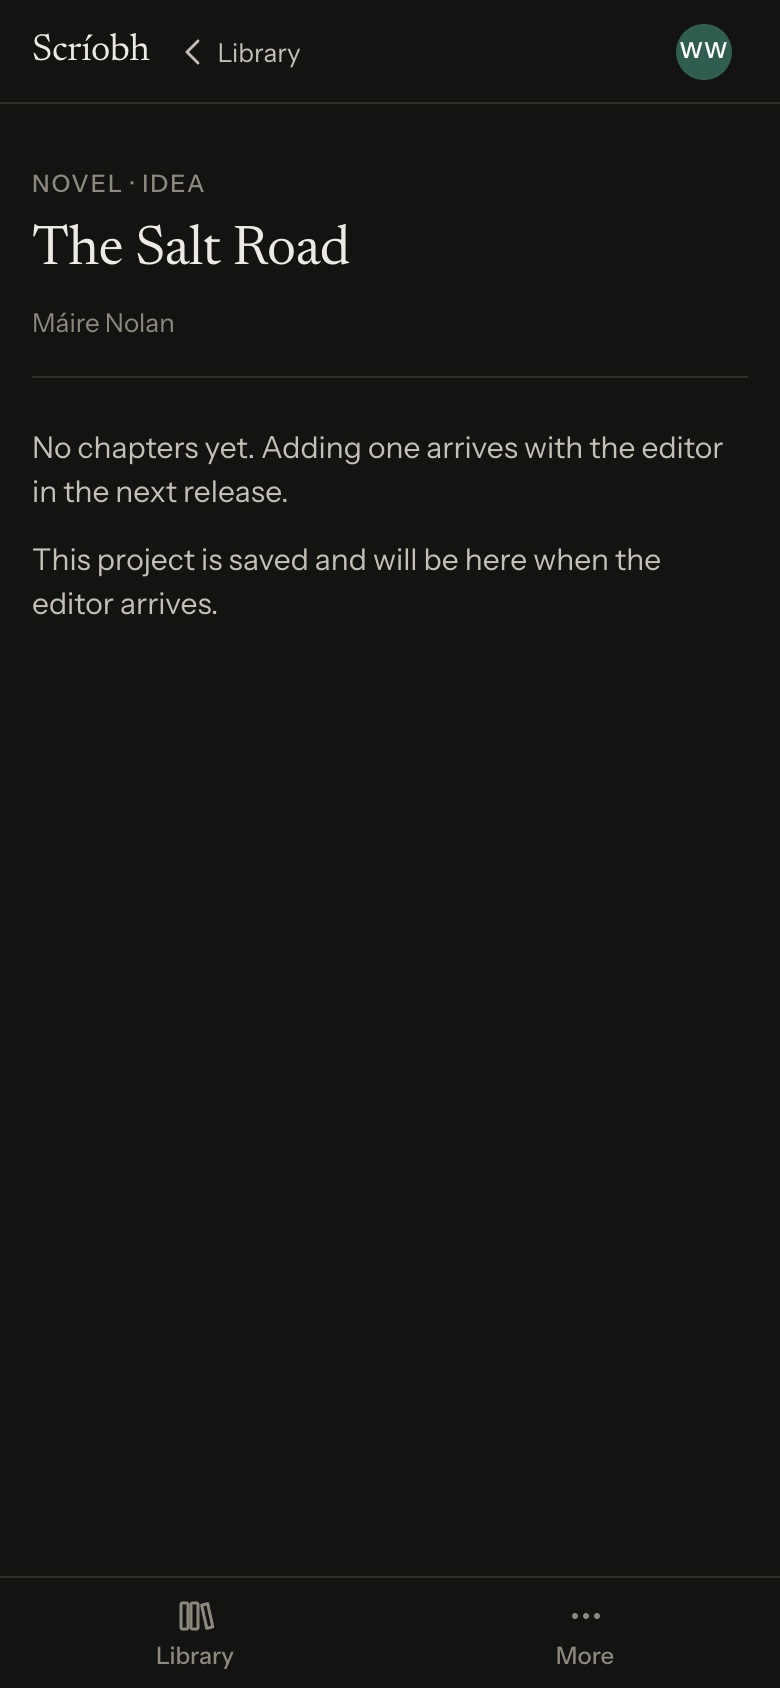 Scríobh
Library
WW
NOVEL · IDEA
The Salt Road
Máire Nolan
No chapters yet. Adding one arrives with the editor
in the next release.
This project is saved and will be here when the
editor arrives.
Library
More